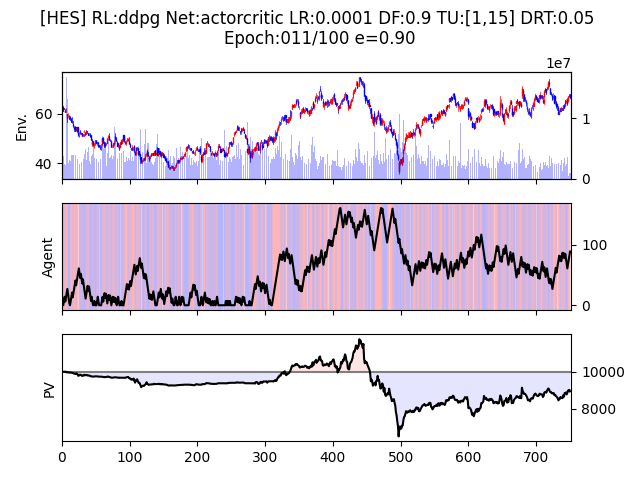 [HES] RL:ddpg Net:actorcritic LR:0.0001 DF:0.9 TU:[1,15] DRT:0.05
Epoch:011/100 e=0.90
1e7
Env.
60
40
1
0
Agent
100
0
PV
10000
8000
0 100 200 300 400 500 600 700